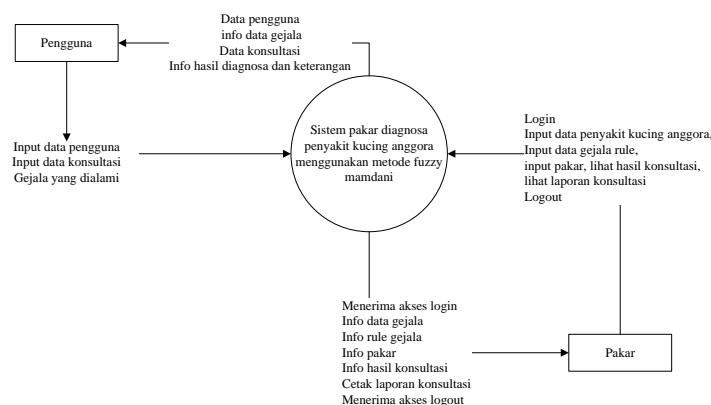 Data pengguna
info data gejala
Data konsultasi
Info hasil diagnosa dan keterangan
Pengguna
Input data pengguna
Input data konsultasi
Gejala yang dialami
Sistem pakar diagnosa
penyakit kucing anggora
menggunakan metode fuzzy
mamdani
Login
Input data penyakit kucing anggora,
Input data gejala rule,
input pakar, lihat hasil konsultasi,
lihat laporan konsultasi
Logout
Menerima akses login
Info data gejala
Info rule gejala
Info pakar
Info hasil konsultasi
Cetak laporan konsultasi
Menerima akses logout
Pakar